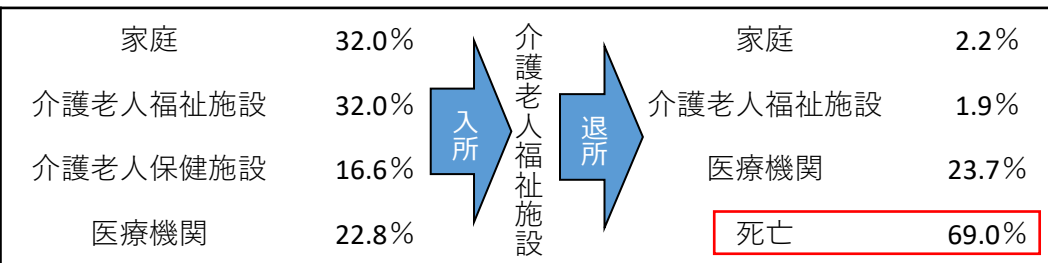 家庭 32.0%
介護老人福祉施設 32.0%
介護老人保健施設 16.6%
医療機関 22.8%
入所
介護老人福祉施設
退所
家庭 2.2%
介護老人福祉施設 1.9%
医療機関 23.7%
死亡 69.0%